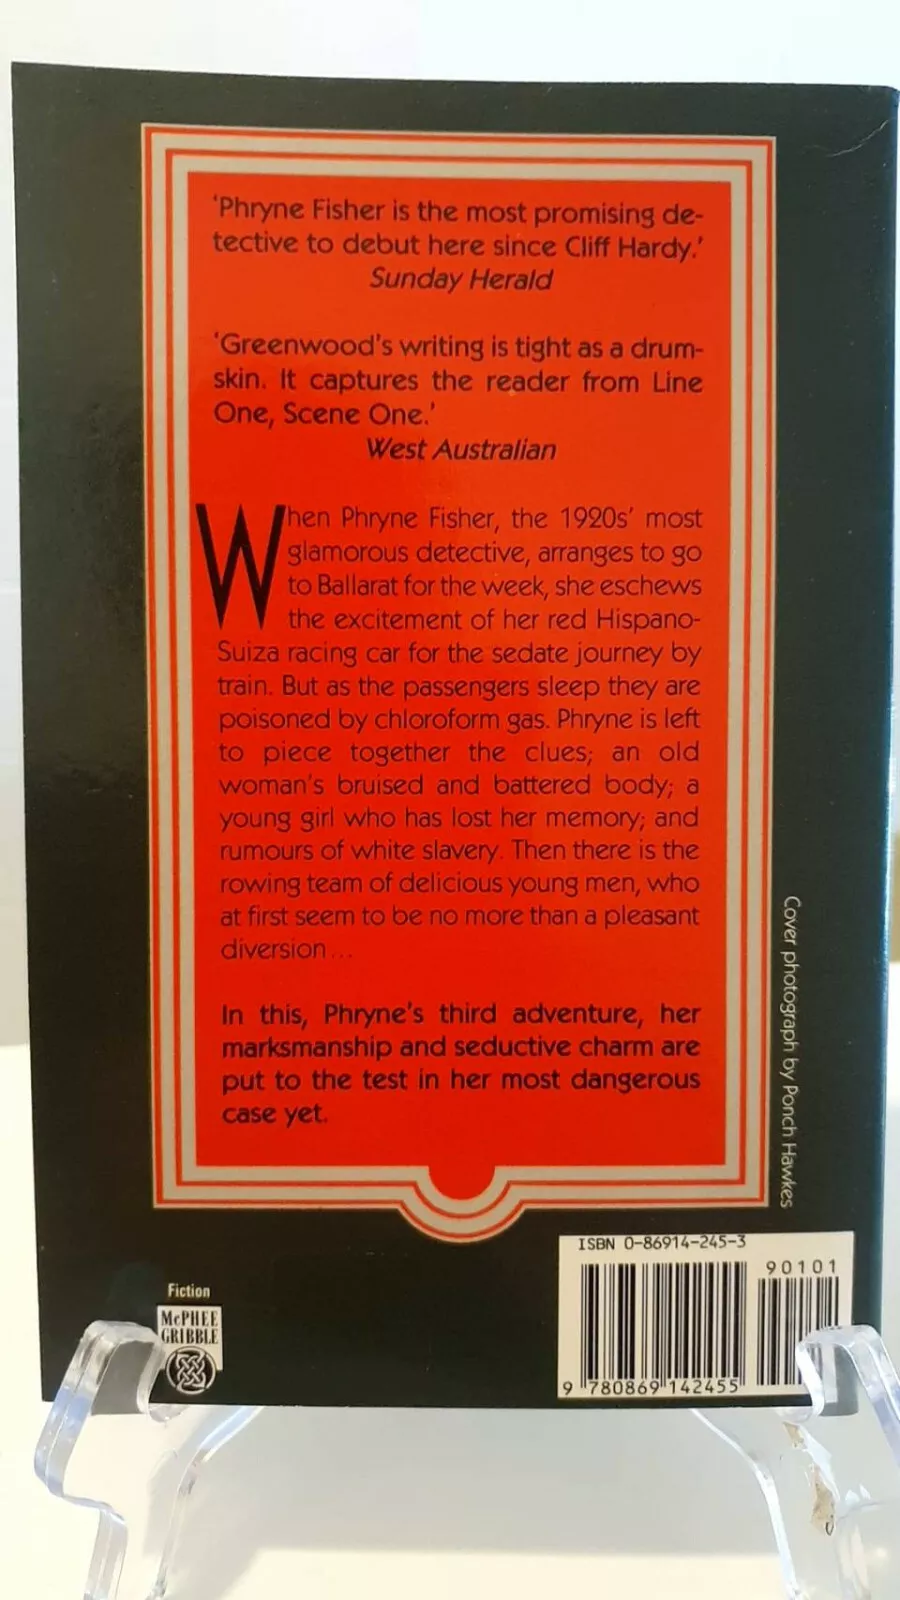 'Phryne Fisher is the most promising de-
tective to debut here since Cliff Hardy.'
Sunday Herald
'Greenwood's writing is tight as a drum-
skin. It captures the reader from Line
One, Scene One.'
West Australian
When Phryne Fisher, the 1920s' most
glamorous detective, arranges to go
to Ballarat for the week, she eschews
the excitement of her red Hispano-
Suiza racing car for the sedate journey by
train. But as the passengers sleep they are
poisoned by chloroform gas. Phryne is left
to piece together the clues; an old
woman's bruised and battered body; a
young girl who has lost her memory; and
rumours of white slavery. Then there is the
rowing team of delicious young men, who
at first seem to be no more than a pleasant
diversion...
In this, Phryne's third adventure, her
marksmanship and seductive charm are
put to the test in her most dangerous
case yet.
Cover photograph by Ponch Hawkes
Fiction
McPHEE
GRIBBLE
ISBN 0-86914-245-3
90101
9 780869 142455